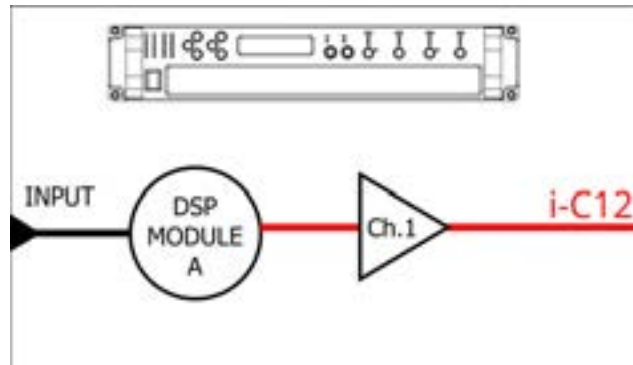 INPUT
DSP
MODULE
A
Ch.1
i-C12